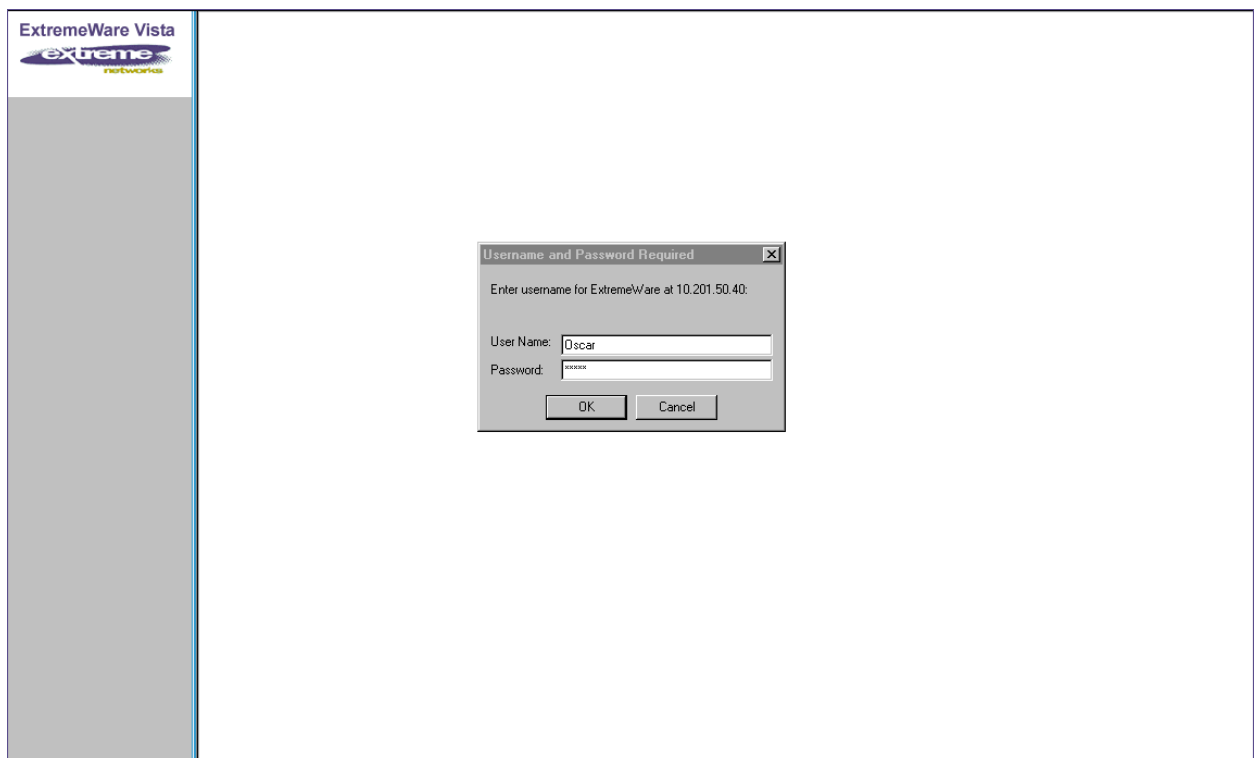 ExtremeWare Vista
extreme
networks
Username and Password Required
Enter username for ExtremeWare at 10.201.50.40:
User Name: Oscar
Password: *****
OK Cancel